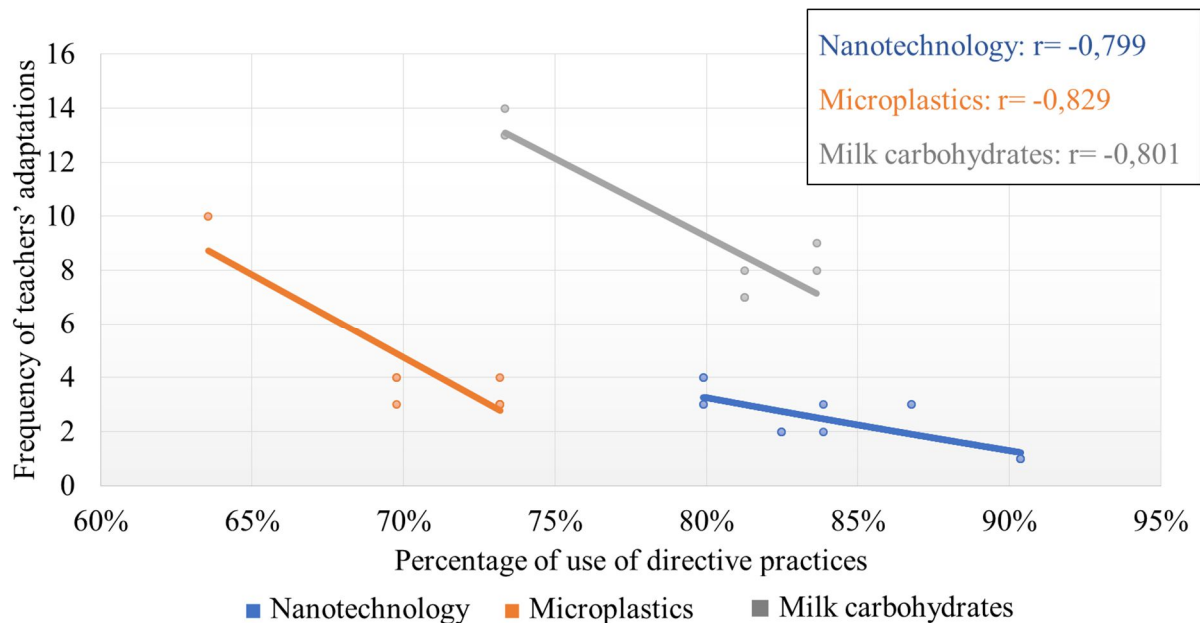 Nanotechnology: r= -0,799
Microplastics: r= -0,829
Milk carbohydrates: r= -0,801
Frequency of teachers' adaptations
16
14
12
10
8
6
4
2
0
60% 65% 70% 75% 80% 85% 90% 95%
Percentage of use of directive practices
Nanotechnology Microplastics Milk carbohydrates